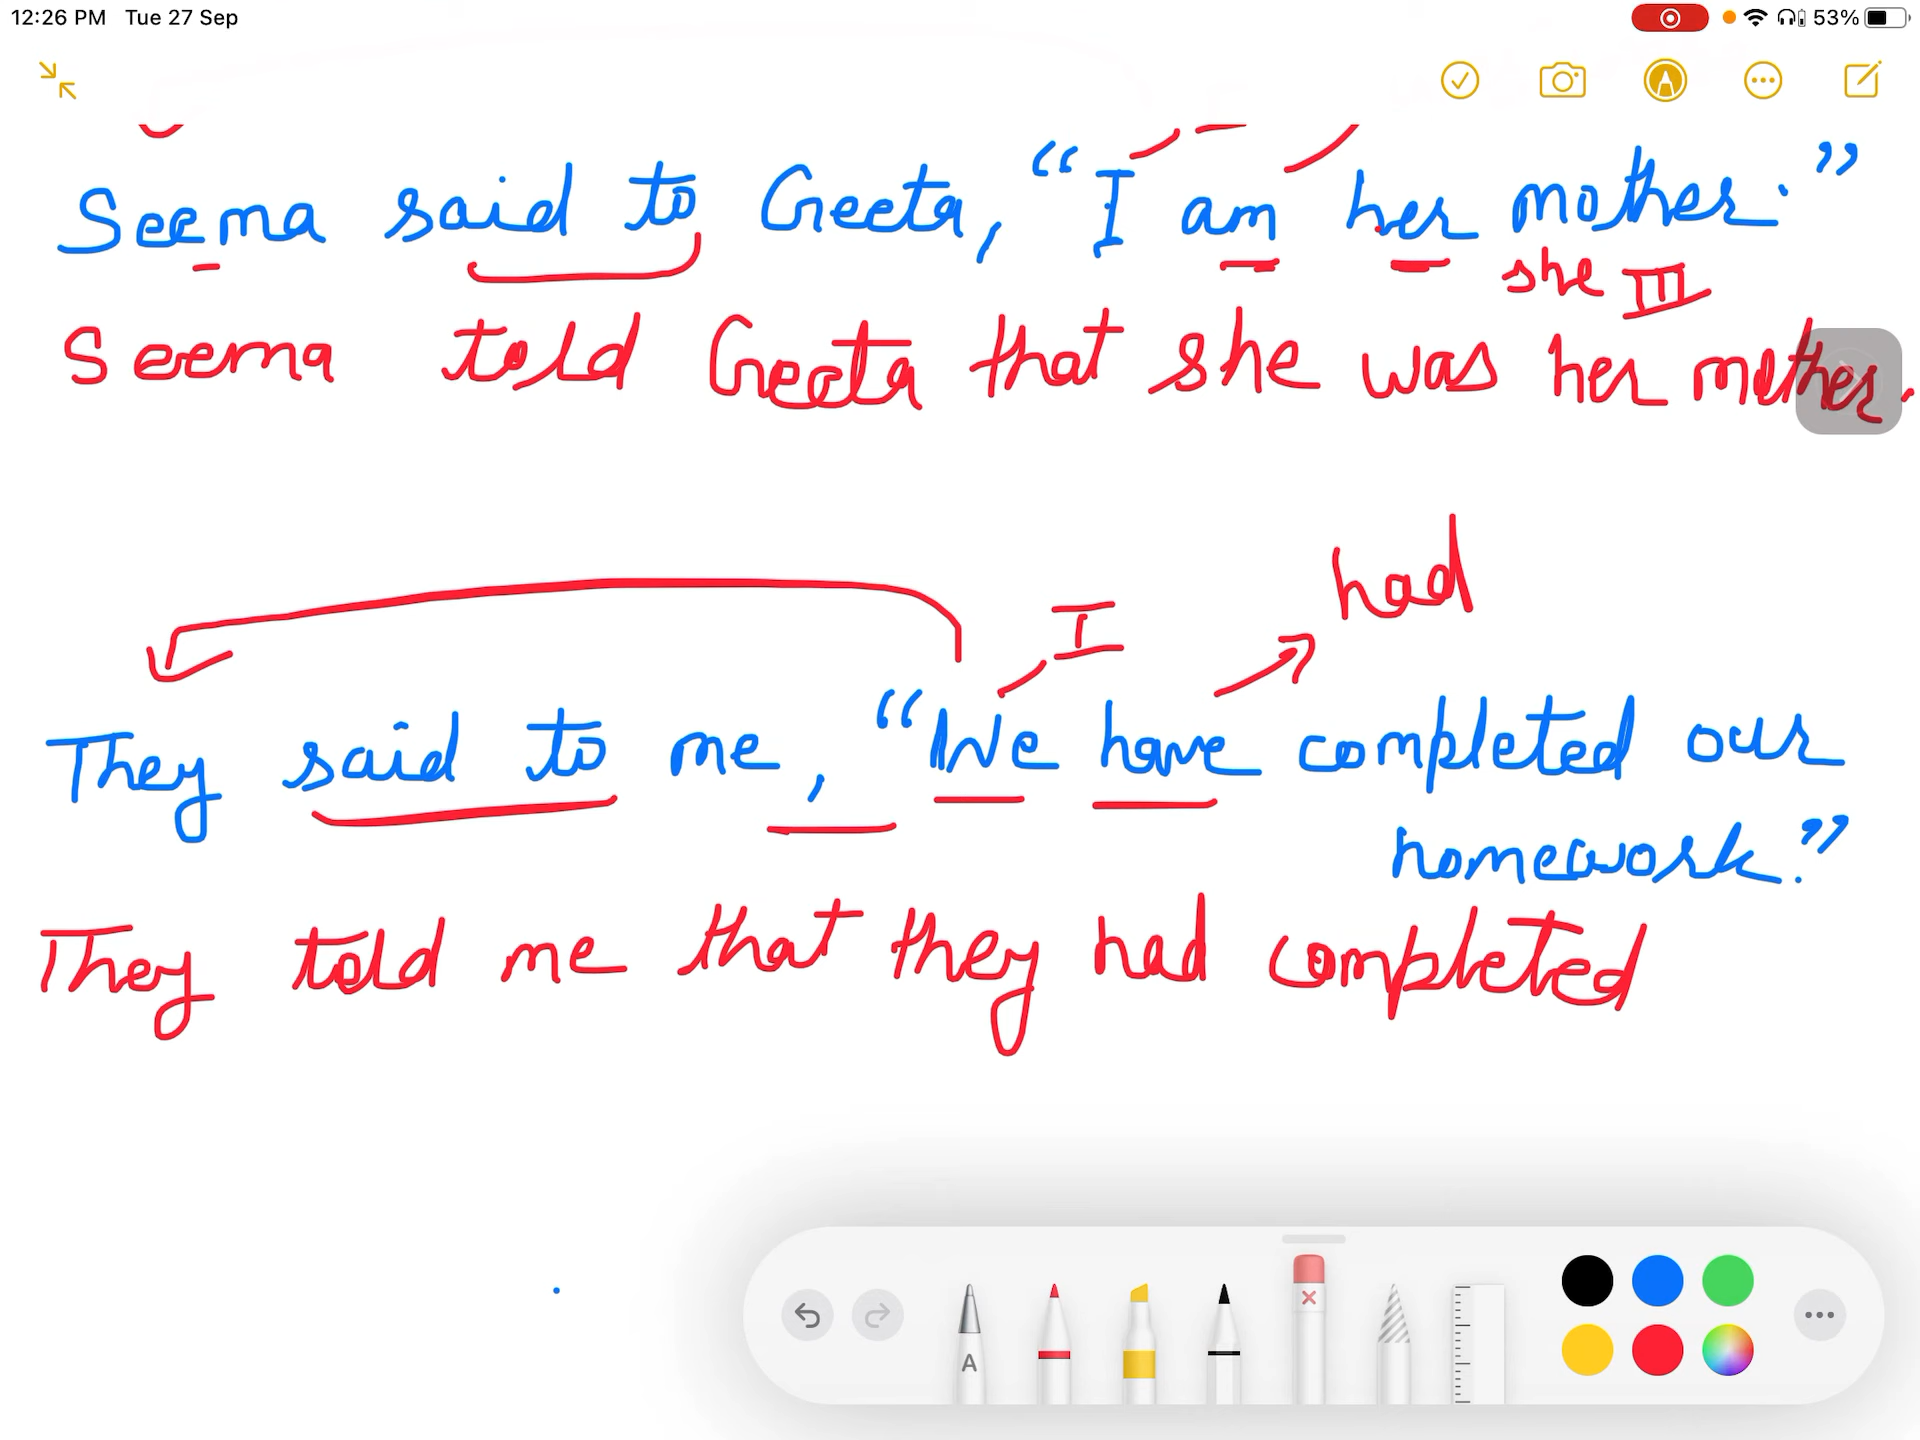 12:26 PM Tue 27 Sep 53%
Seema said to Geeta, “I am her mother.”
she III
Seema told Geeta that she was her mother.
had
I
They said to me, “We have completed our
homework.”
They told me that they had completed
A